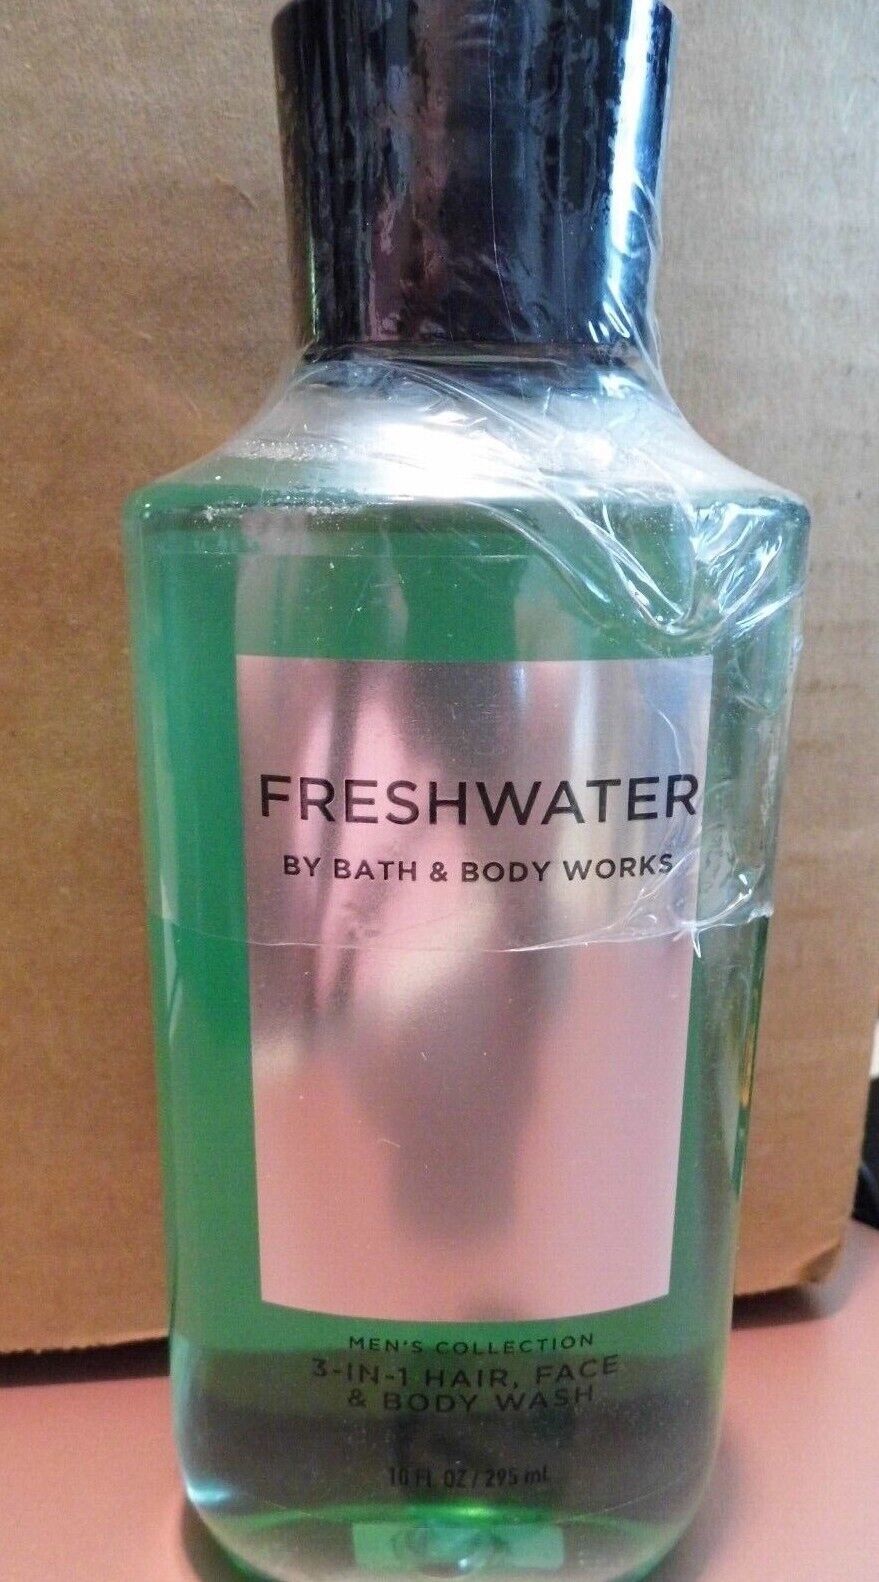 FRESHWATER
BY BATH & BODY WORKS
MEN'S COLLECTION
3-IN-1 HAIR, FACE
& BODY WASH
10 FL OZ / 295 mL